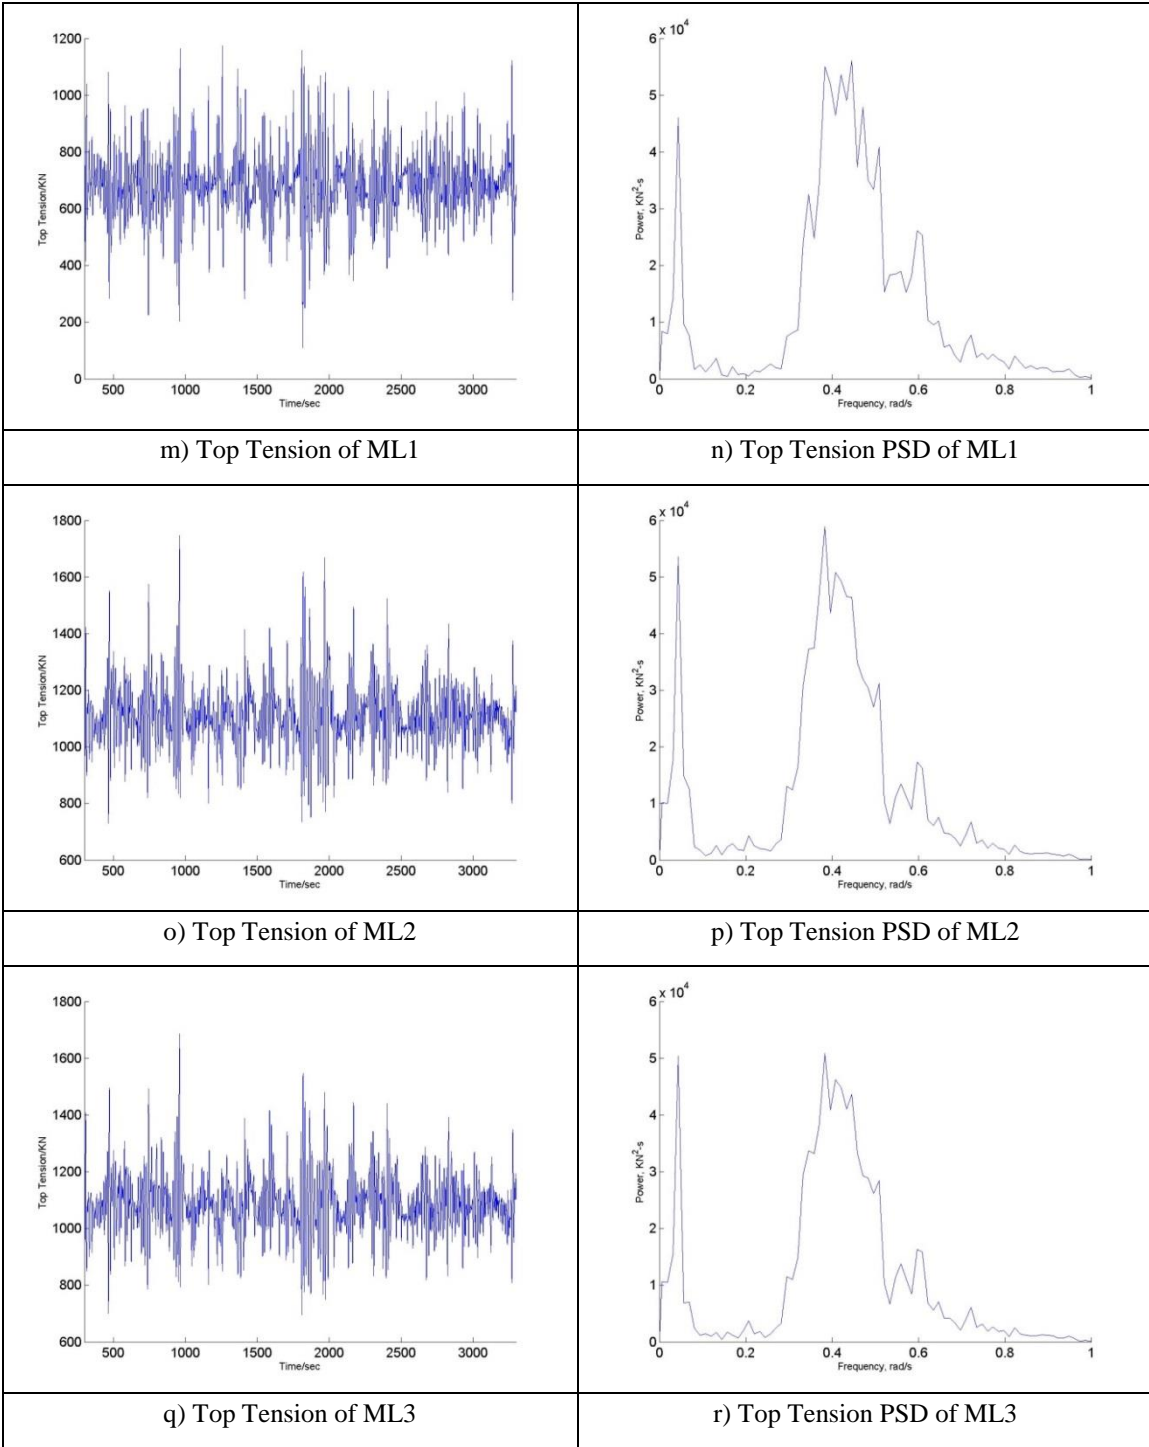 1200
1000
800
600
400
200
0
Top Tension/KN
500 1000 1500 2000 2500 3000
Time/sec
x 10^4
6
5
4
3
2
1
0
Power, KN^2-s
0 0.2 0.4 0.6 0.8 1
Frequency, rad/s
m) Top Tension of ML1
n) Top Tension PSD of ML1
1800
1600
1400
1200
1000
800
600
Top Tension/KN
500 1000 1500 2000 2500 3000
Time/sec
x 10^4
6
5
4
3
2
1
0
Power, KN^2-s
0 0.2 0.4 0.6 0.8 1
Frequency, rad/s
o) Top Tension of ML2
p) Top Tension PSD of ML2
1800
1600
1400
1200
1000
800
600
Top Tension/KN
500 1000 1500 2000 2500 3000
Time/sec
x 10^4
6
5
4
3
2
1
0
Power, KN^2-s
0 0.2 0.4 0.6 0.8 1
Frequency, rad/s
q) Top Tension of ML3
r) Top Tension PSD of ML3